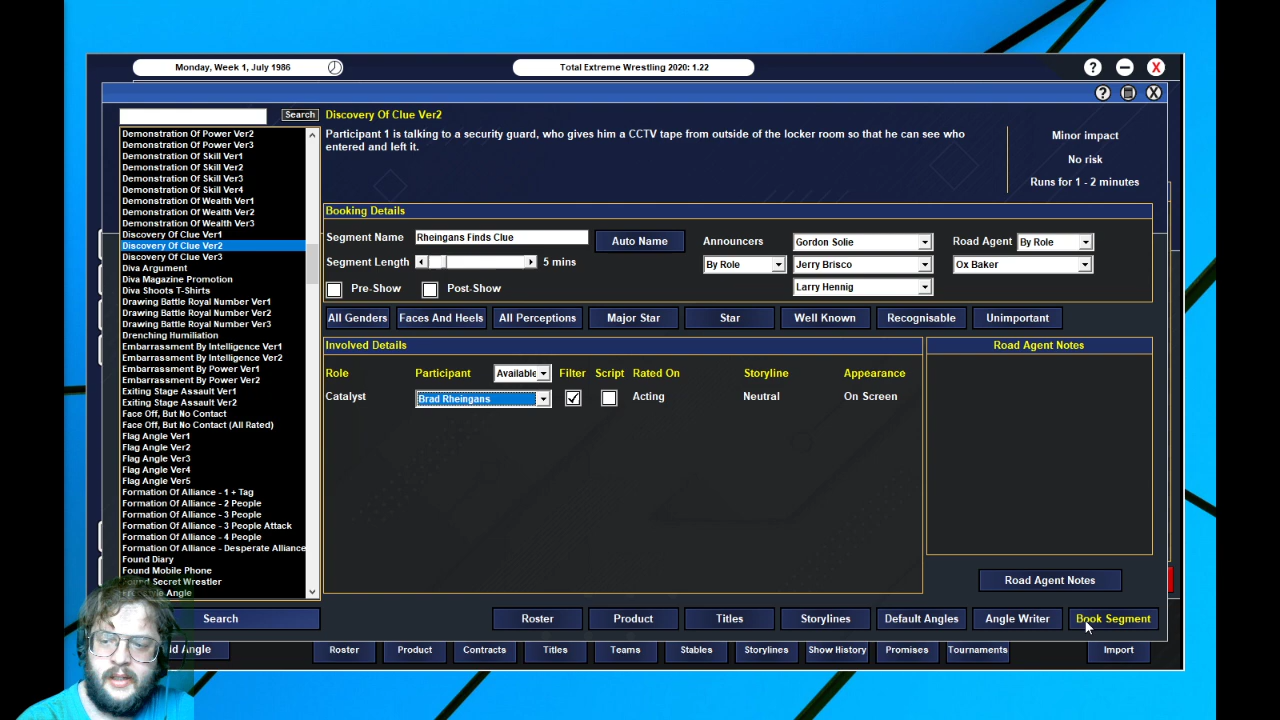 Monday, Week 1, July 1986
Total Extreme Wrestling 2020: 1.22
?
X
?
X
Search
Demonstration Of Power Ver2
Demonstration Of Power Ver3
Demonstration Of Skill Ver1
Demonstration Of Skill Ver2
Demonstration Of Skill Ver3
Demonstration Of Skill Ver4
Demonstration Of Wealth Ver1
Demonstration Of Wealth Ver2
Demonstration Of Wealth Ver3
Discovery Of Clue Ver1
Discovery Of Clue Ver2
Discovery Of Clue Ver3
Diva Argument
Diva Magazine Promotion
Diva Shoots T-Shirts
Drawing Battle Royal Number Ver1
Drawing Battle Royal Number Ver2
Drawing Battle Royal Number Ver3
Drenching Humiliation
Embarrassment By Intelligence Ver1
Embarrassment By Intelligence Ver2
Embarrassment By Power Ver1
Embarrassment By Power Ver2
Exiting Stage Assault Ver1
Exiting Stage Assault Ver2
Face Off, But No Contact
Face Off, But No Contact (All Rated)
Flag Angle Ver1
Flag Angle Ver2
Flag Angle Ver3
Flag Angle Ver4
Flag Angle Ver5
Formation Of Alliance - 1 + Tag
Formation Of Alliance - 2 People
Formation Of Alliance - 3 People
Formation Of Alliance - 3 People Attack
Formation Of Alliance - 4 People
Formation Of Alliance - Desperate Alliance
Found Diary
Found Mobile Phone
Found Secret Wrestler
Angle
Search
Discovery Of Clue Ver2
Participant 1 is talking to a security guard, who gives him a CCTV tape from outside of the locker room so that he can see who
entered and left it.
Minor impact
No risk
Runs for 1 - 2 minutes
Booking Details
Segment Name
Rheingans Finds Clue
Auto Name
Announcers
Gordon Solie
Road Agent
By Role
Segment Length
5 mins
By Role
Jerry Brisco
Ox Baker
Pre-Show
Post-Show
Larry Hennig
All Genders
Faces And Heels
All Perceptions
Major Star
Star
Well Known
Recognisable
Unimportant
Involved Details
Road Agent Notes
Role
Participant
Available
Filter
Script
Rated On
Storyline
Appearance
Catalyst
Brad Rheingans
Acting
Neutral
On Screen
Road Agent Notes
Roster
Product
Titles
Storylines
Default Angles
Angle Writer
Book Segment
Angle
Roster
Product
Contracts
Titles
Teams
Stables
Storylines
Show History
Promises
Tournaments
Import